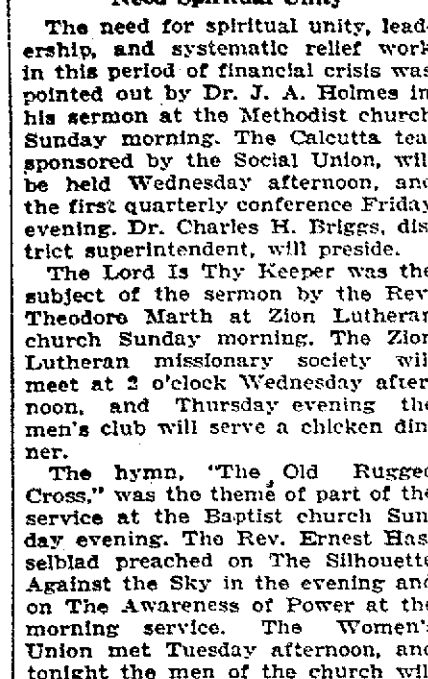 Need Spiritual Unity
The need for spiritual unity, lead-
ership, and systematic relief work
in this period of financial crisis was
pointed out by Dr. J. A. Holmes in
his sermon at the Methodist church
Sunday morning. The Calcutta tea
sponsored by the Social Union, will
be held Wednesday afternoon, and
the first quarterly conference Friday
evening. Dr. Charles H. Briggs, dis
trict superintendent, will preside.
The Lord Is Thy Keeper was the
subject of the sermon by the Rev
Theodore Marth at Zion Lutheran
church Sunday morning. The Zion
Lutheran missionary society will
meet at 2 o'clock Wednesday after
noon, and Thursday evening the
men's club will serve a chicken din
ner.
The hymn, "The Old Rugged
Cross," was the theme of part of the
service at the Baptist church Sun
day evening. The Rev. Ernest Has
selblad preached on The Silhouette
Against the Sky in the evening and
on The Awareness of Power at the
morning service. The Women's
Union met Tuesday afternoon, and
tonight the men of the church will